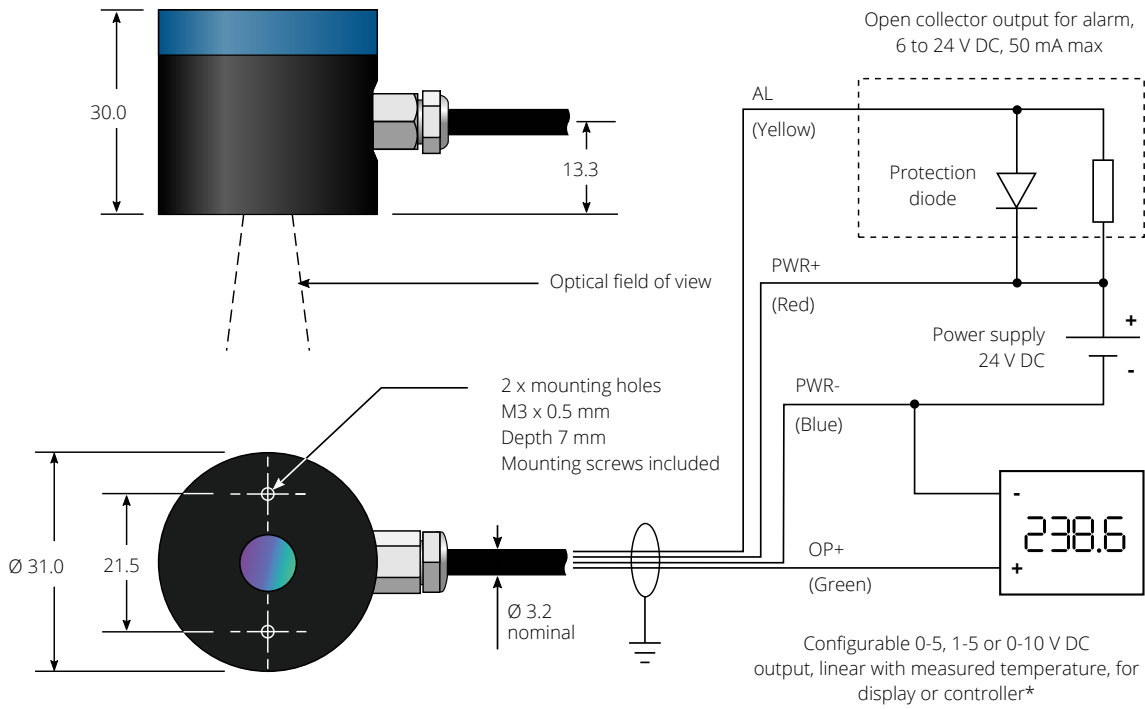 Open collector output for alarm,
6 to 24 V DC, 50 mA max
30.0
13.3
AL
(Yellow)
Protection
diode
Optical field of view
PWR+
(Red)
Power supply
24 V DC
+
-
2 x mounting holes
M3 x 0.5 mm
Depth 7 mm
Mounting screws included
PWR-
(Blue)
Ø 31.0
21.5
Ø 3.2
nominal
OP+
(Green)
-
238.6
+
Configurable 0-5, 1-5 or 0-10 V DC
output, linear with measured temperature, for
display or controller*